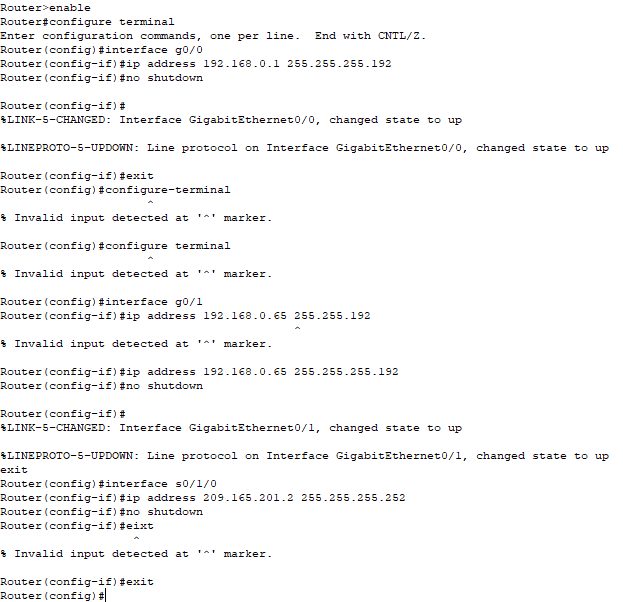 Router>enable
Router#configure terminal
Enter configuration commands, one per line.  End with CNTL/Z.
Router(config)#interface g0/0
Router(config-if)#ip address 192.168.0.1 255.255.255.192
Router(config-if)#no shutdown

Router(config-if)#
%LINK-5-CHANGED: Interface GigabitEthernet0/0, changed state to up

%LINEPROTO-5-UPDOWN: Line protocol on Interface GigabitEthernet0/0, changed state to up

Router(config-if)#exit
Router(config)#configure-terminal
                     ^
% Invalid input detected at '^' marker.

Router(config)#configure terminal
                     ^
% Invalid input detected at '^' marker.

Router(config)#interface g0/1
Router(config-if)#ip address 192.168.0.65 255.255.192
                                          ^
% Invalid input detected at '^' marker.

Router(config-if)#ip address 192.168.0.65 255.255.255.192
Router(config-if)#no shutdown

Router(config-if)#
%LINK-5-CHANGED: Interface GigabitEthernet0/1, changed state to up

%LINEPROTO-5-UPDOWN: Line protocol on Interface GigabitEthernet0/1, changed state to up
exit
Router(config)#interface s0/1/0
Router(config-if)#ip address 209.165.201.2 255.255.255.252
Router(config-if)#no shutdown
Router(config-if)#eixt
                   ^
% Invalid input detected at '^' marker.

Router(config-if)#exit
Router(config)#